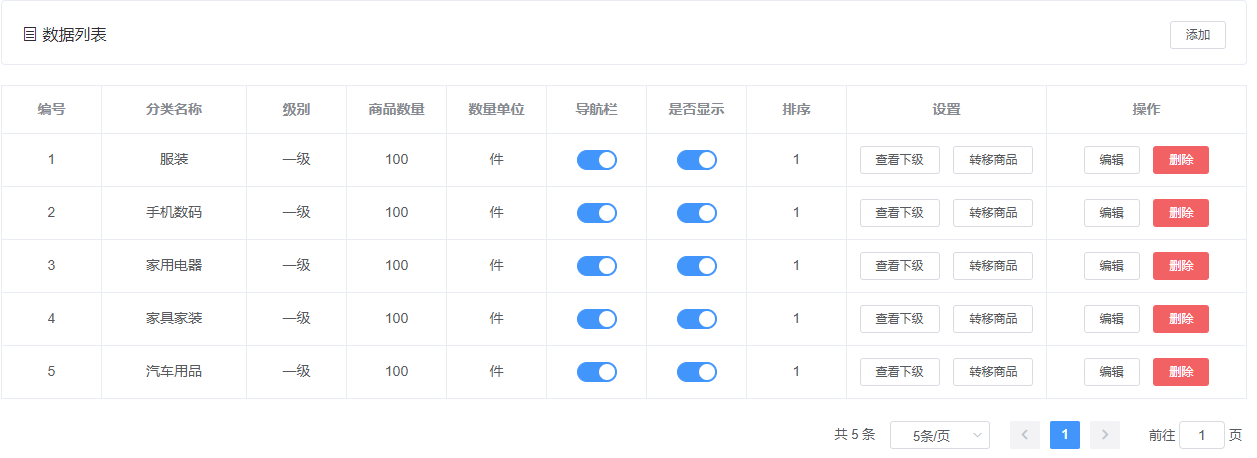 数据列表 添加
编号 分类名称 级别 商品数量 数量单位 导航栏 是否显示 排序 设置 操作
1 服装 一级 100 件 1 查看下级 转移商品 编辑 删除
2 手机数码 一级 100 件 1 查看下级 转移商品 编辑 删除
3 家用电器 一级 100 件 1 查看下级 转移商品 编辑 删除
4 家具家装 一级 100 件 1 查看下级 转移商品 编辑 删除
5 汽车用品 一级 100 件 1 查看下级 转移商品 编辑 删除
共 5 条 5条/页 1 前往 1 页